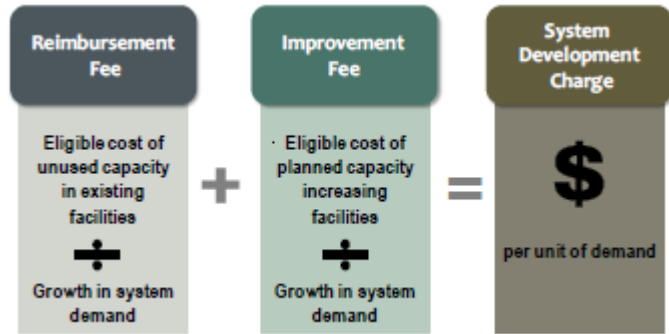 Reimbursement
Fee
Eligible cost of
unused capacity
in existing
facilities
÷
Growth in system
demand
+
Improvement
Fee
· Eligible cost of
planned capacity
increasing
facilities
÷
Growth in system
demand
=
System
Development
Charge
$
per unit of demand